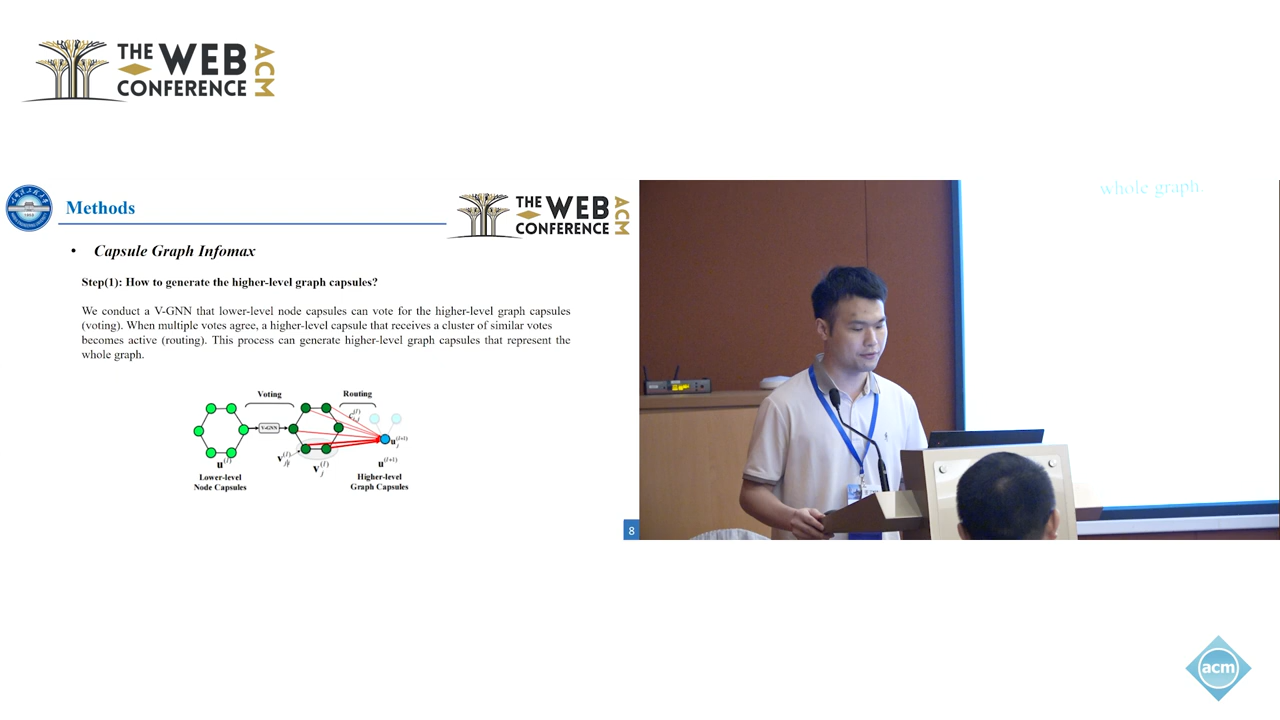 THE WEB
CONFERENCE
ACM
Methods
THE WEB
CONFERENCE
ACM
• Capsule Graph Infomax
Step(1): How to generate the higher-level graph capsules?
We conduct a V-GNN that lower-level node capsules can vote for the higher-level graph capsules
(voting). When multiple votes agree, a higher-level capsule that receives a cluster of similar votes
becomes active (routing). This process can generate higher-level graph capsules that represent the
whole graph.
Voting
Routing
V-GNN
u^(l)
v_j^(l)
u_j^(l+1)
u^(l+1)
Lower-level
Node Capsules
Higher-level
Graph Capsules
8
whole graph.
acm